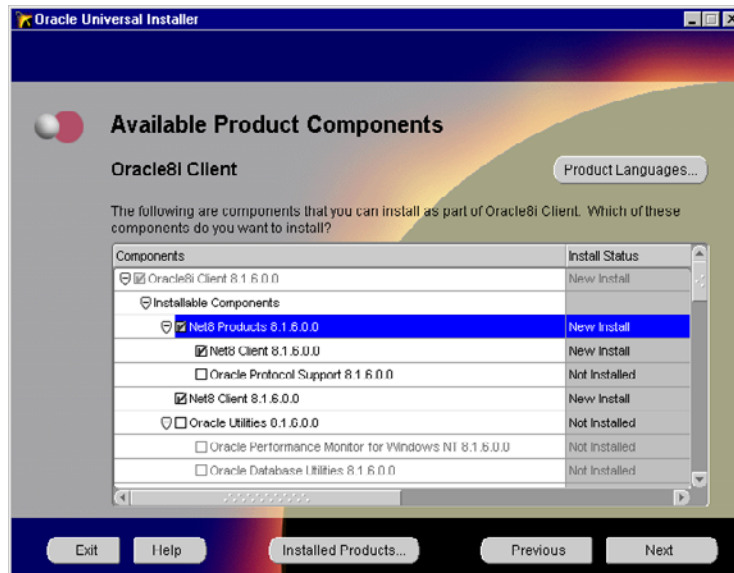 Oracle Universal Installer
Available Product Components
Oracle8i Client
Product Languages...
The following are components that you can install as part of Oracle8i Client. Which of these
components do you want to install?
Components Install Status
Oracle8i Client 8.1.6.0.0 New Install
Installable Components
Net8 Products 8.1.6.0.0 New Install
Net8 Client 8.1.6.0.0 New Install
Oracle Protocol Support 8.1.6.0.0 Not Installed
Net8 Client 8.1.6.0.0 New Install
Oracle Utilities 8.1.6.0.0 Not Installed
Oracle Performance Monitor for Windows NT 8.1.6.0.0 Not Installed
Oracle Database Utilities 8.1.6.0.0 Not Installed
Exit Help Installed Products... Previous Next